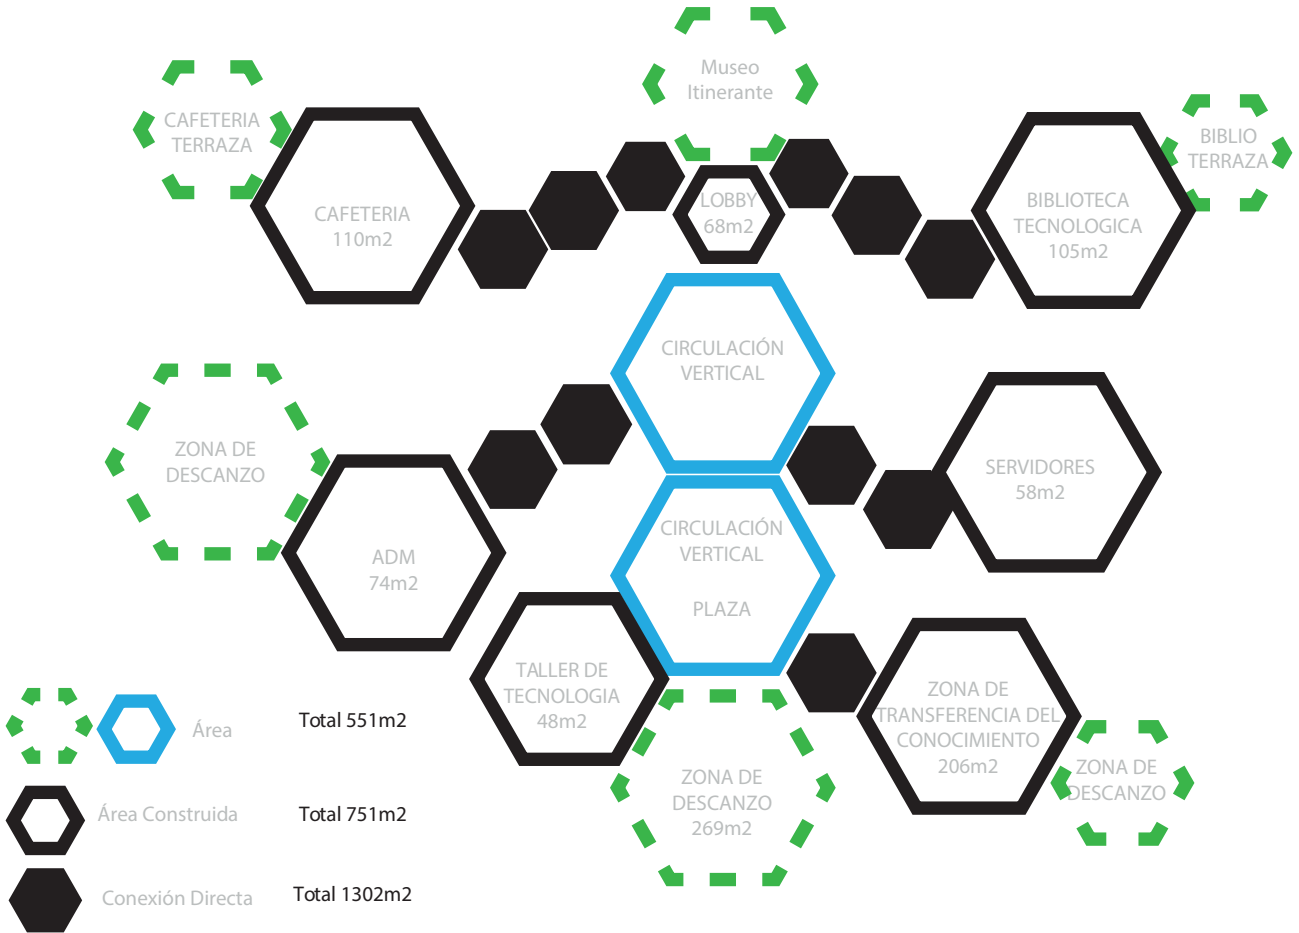 Museo
Itinerante
CAFETERIA
TERRAZA
BIBLIO
TERRAZA
CAFETERIA
110m2
LOBBY
68m2
BIBLIOTECA
TECNOLOGICA
105m2
CIRCULACIÓN
VERTICAL
ZONA DE
DESCANZO
SERVIDORES
58m2
CIRCULACIÓN
VERTICAL
PLAZA
ADM
74m2
TALLER DE
TECNOLOGIA
48m2
ZONA DE
TRANSFERENCIA DEL
CONOCIMIENTO
206m2
ZONA DE
DESCANZO
269m2
ZONA DE
DESCANZO
Área
Total 551m2
Área Construida
Total 751m2
Conexión Directa
Total 1302m2